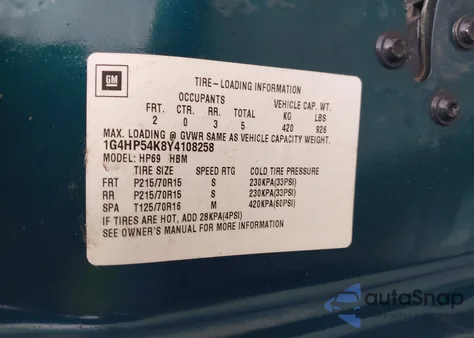 GM
TIRE-LOADING INFORMATION
OCCUPANTS VEHICLE CAP. WT.
FRT CTR RR TOTAL KG LBS
2 0 3 5 420 926
MAX. LOADING @ GVWR SAME AS VEHICLE CAPACITY WEIGHT.
1G4HP54K8Y4108258
MODEL: HP69 HBM
TIRE SIZE SPEED RTG COLD TIRE PRESSURE
FRT P215/70R15 S 230KPA(33PSI)
RR P215/70R15 S 230KPA(33PSI)
SPA T125/70R16 M 420KPA(60PSI)
IF TIRES ARE HOT, ADD 28KPA(4PSI)
SEE OWNER'S MANUAL FOR MORE INFORMATION
autoSnap